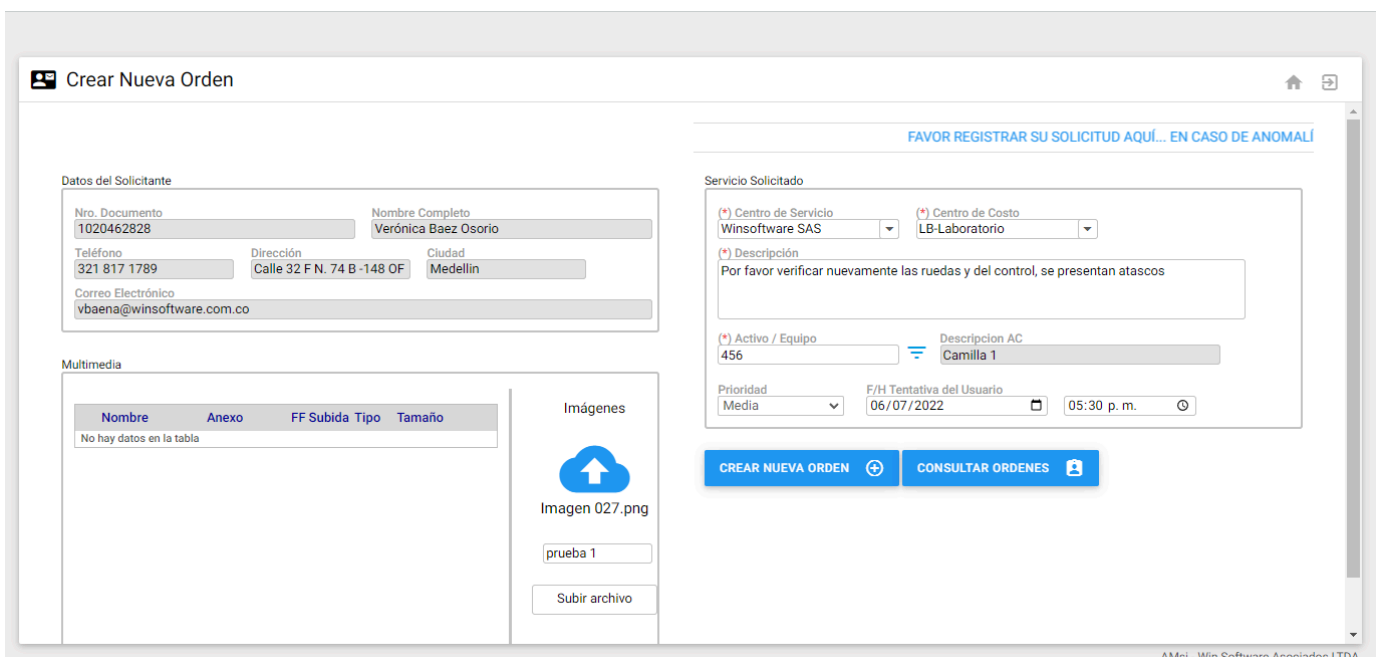 Crear Nueva Orden
FAVOR REGISTRAR SU SOLICITUD AQUÍ... EN CASO DE ANOMALÍ
Datos del Solicitante
Nro. Documento
1020462828
Nombre Completo
Verónica Baez Osorio
Teléfono
321 817 1789
Dirección
Calle 32 F N. 74 B -148 OF
Ciudad
Medellin
Correo Electrónico
vbaena@winsoftware.com.co
Servicio Solicitado
(*) Centro de Servicio
Winsoftware SAS
(*) Centro de Costo
LB-Laboratorio
(*) Descripción
Por favor verificar nuevamente las ruedas y del control, se presentan atascos
(*) Activo / Equipo
456
Descripcion AC
Camilla 1
Prioridad
Media
F/H Tentativa del Usuario
06/07/2022
05:30 p. m.
CREAR NUEVA ORDEN
CONSULTAR ORDENES
Multimedia
Nombre Anexo FF Subida Tipo Tamaño
No hay datos en la tabla
Imágenes
Imagen 027.png
prueba 1
Subir archivo
AMsi - Win Software Asociados LTDA